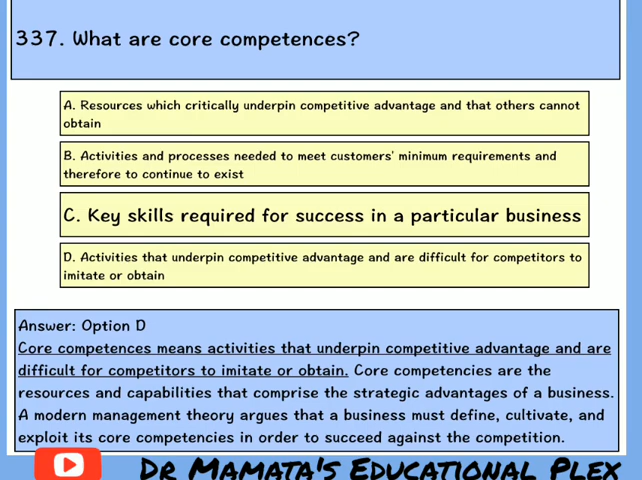 337. What are core competences?
A. Resources which critically underpin competitive advantage and that others cannot
obtain
B. Activities and processes needed to meet customers' minimum requirements and
therefore to continue to exist
C. Key skills required for success in a particular business
D. Activities that underpin competitive advantage and are difficult for competitors to
imitate or obtain
Answer: Option D
Core competences means activities that underpin competitive advantage and are
difficult for competitors to imitate or obtain. Core competencies are the
resources and capabilities that comprise the strategic advantages of a business.
A modern management theory argues that a business must define, cultivate, and
exploit its core competencies in order to succeed against the competition.
Dr Mamata's Educational Plex